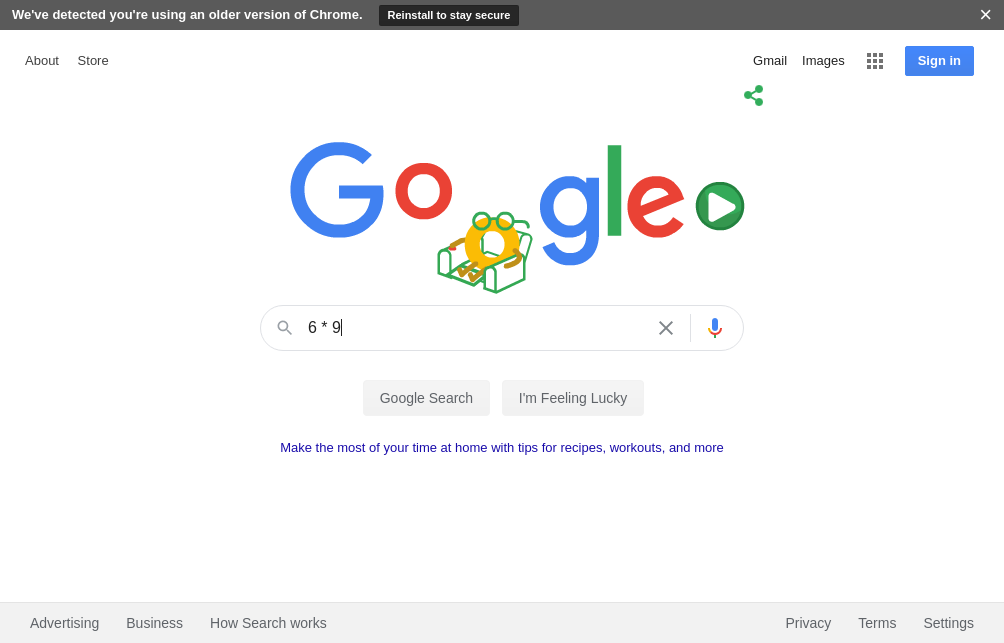 We've detected you're using an older version of Chrome. Reinstall to stay secure
About Store Gmail Images Sign in
Google
6 * 9
Google Search I'm Feeling Lucky
Make the most of your time at home with tips for recipes, workouts, and more
Advertising Business How Search works Privacy Terms Settings